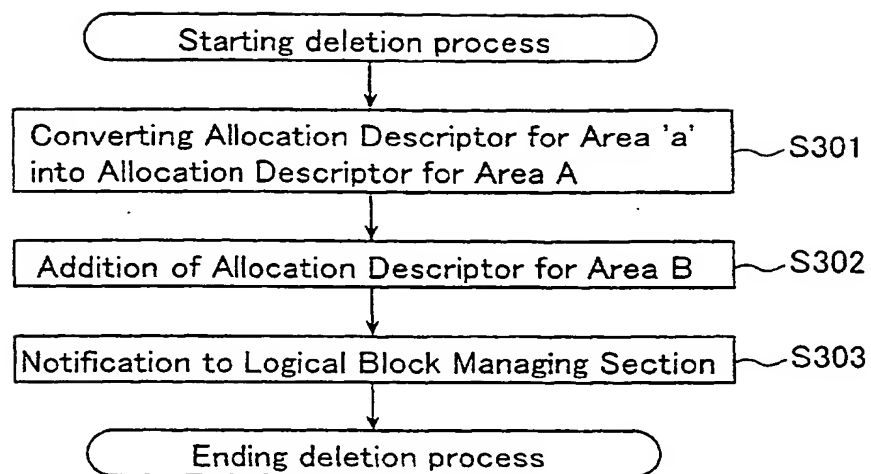 Starting deletion process
Converting Allocation Descriptor for Area 'a'
into Allocation Descriptor for Area A
S301
Addition of Allocation Descriptor for Area B
S302
Notification to Logical Block Managing Section
S303
Ending deletion process